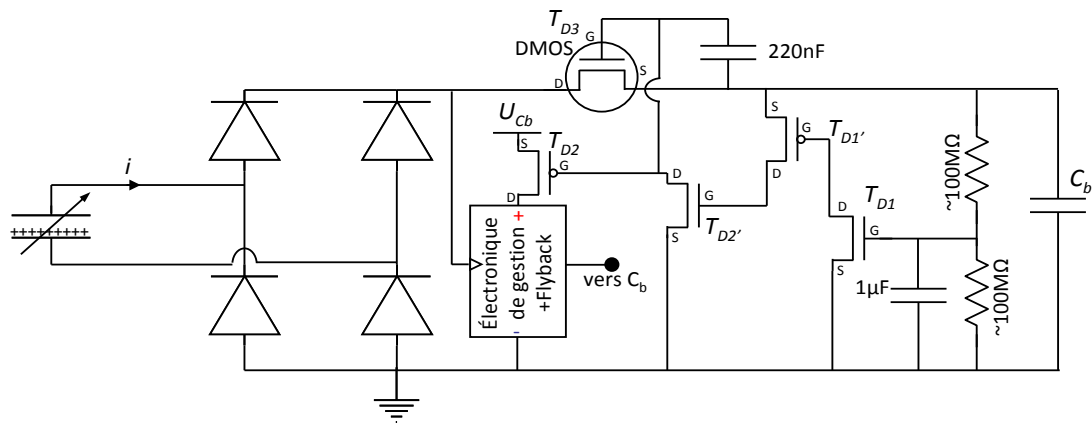 T_D3
DMOS
G
D
S
220nF
U_Cb
S
T_D2
G
D
S
G
T_D1'
D
i
+++++++++++
Électronique
de gestion
+Flyback
+
-
vers C_b
D
G
S
T_D2'
D
T_D1
G
S
1µF
~100MΩ
~100MΩ
C_b